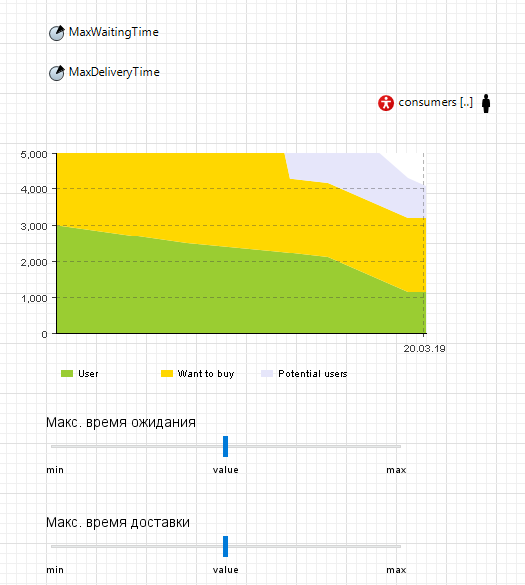 MaxWaitingTime
MaxDeliveryTime
consumers [..]
5,000
4,000
3,000
2,000
1,000
0
20.03.19
User Want to buy Potential users
Макс. время ожидания
min value max
Макс. время доставки
min value max